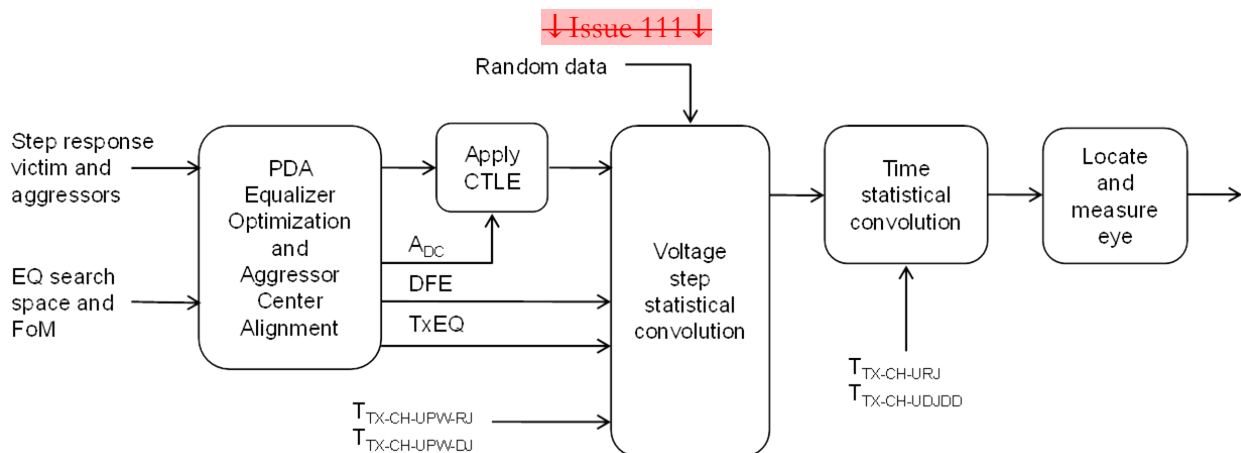 ↓ Issue 111 ↓
Random data
Step response
victim and
aggressors
EQ search
space and
FoM
PDA
Equalizer
Optimization
and
Aggressor
Center
Alignment
Apply
CTLE
ADC
DFE
TxEQ
TTX-CH-UPW-RJ
TTX-CH-UPW-DJ
Voltage
step
statistical
convolution
Time
statistical
convolution
TTX-CH-URJ
TTX-CH-UDJDD
Locate
and
measure
eye